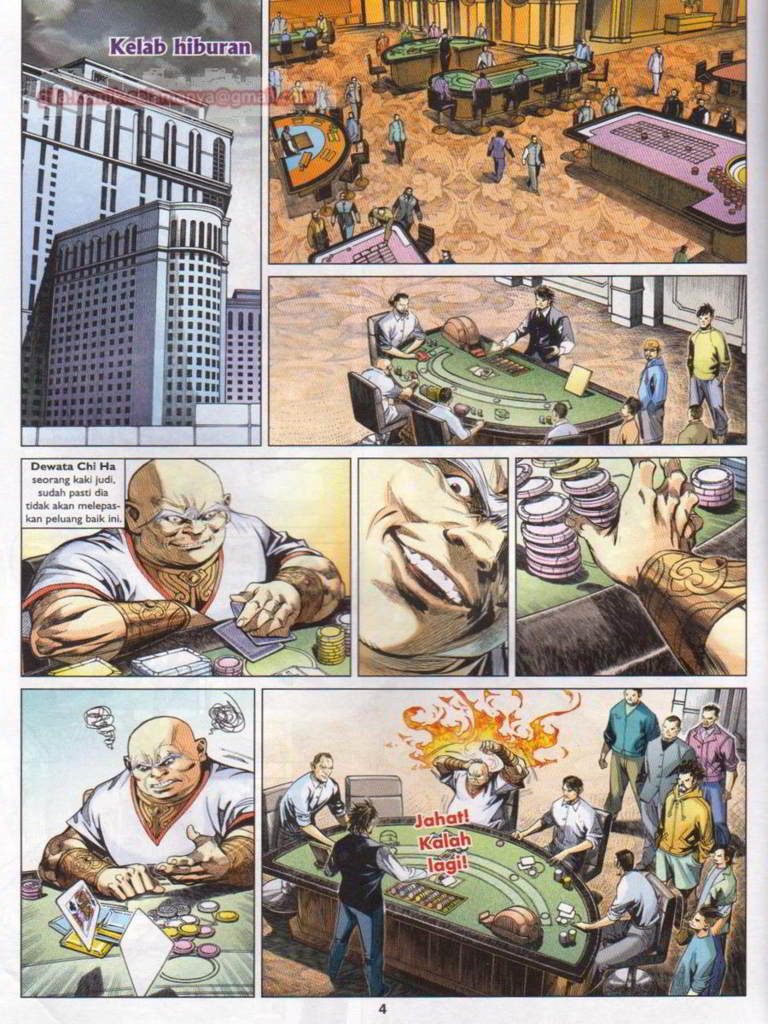 Kelab hiburan
Dewata Chi Ha
seorang kaki judi,
sudah pasti dia
tidak akan melepas-
kan peluang baik ini.
Jahat!
Kalah
lagi!
4